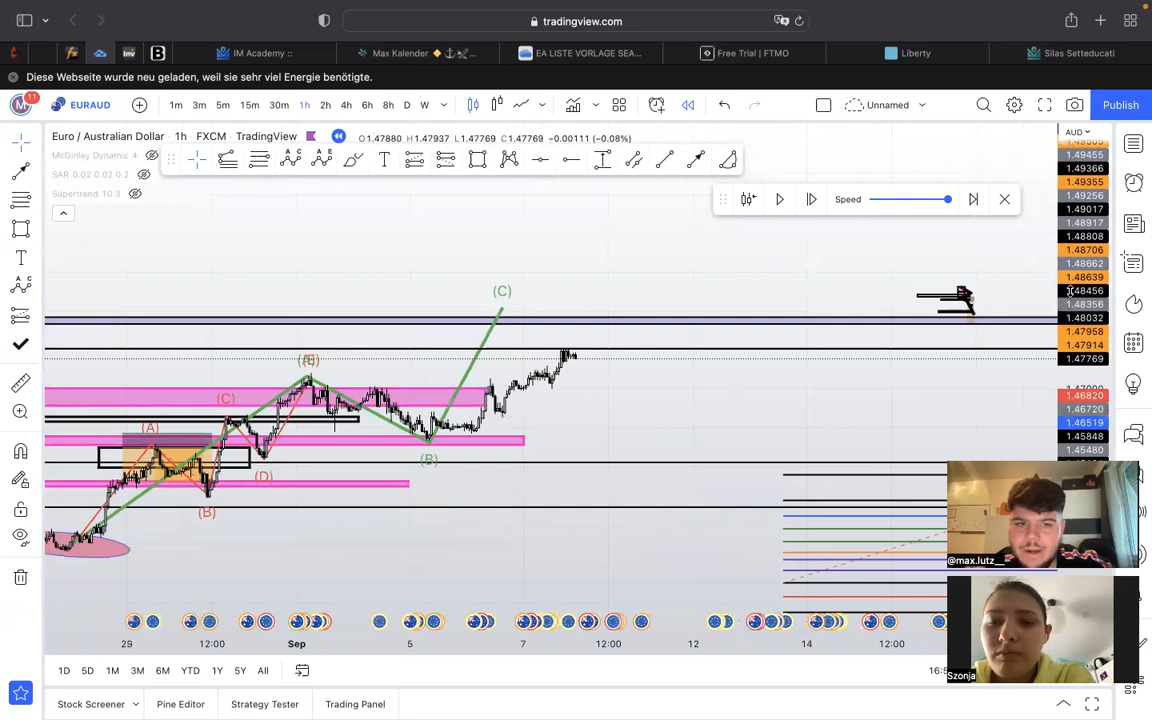 tradingview.com
IM Academy ::
Max Kalender
EA LISTE VORLAGE SEA...
Free Trial | FTMO
Liberty
Silas Setteducati
Diese Webseite wurde neu geladen, weil sie sehr viel Energie benötigte.
M 11 EURAUD 1m 3m 5m 15m 30m 1h 2h 4h 6h 8h D W Unnamed Publish
Euro / Australian Dollar 1h FXCM TradingView O1.47880 H1.47937 L1.47769 C1.47769 −0.00111 (−0.08%)
AUD
McGinley Dynamic 4
SAR 0.02 0.02 0.2
Supertrend 10 3
Speed
1.49455
1.49366
1.49355
1.49256
1.49017
1.48917
1.48808
1.48706
1.48662
1.48639
1.48456
1.48356
1.48032
1.47958
1.47914
1.47769
1.47000
1.46820
1.46720
1.46519
1.45848
1.45480
(C)
(C)
(A)
(D)
(B)
(B)
@max.lutz__
Szonja
29 12:00 Sep 5 7 12:00 12 14 12:00
1D 5D 1M 3M 6M YTD 1Y 5Y All
Stock Screener Pine Editor Strategy Tester Trading Panel